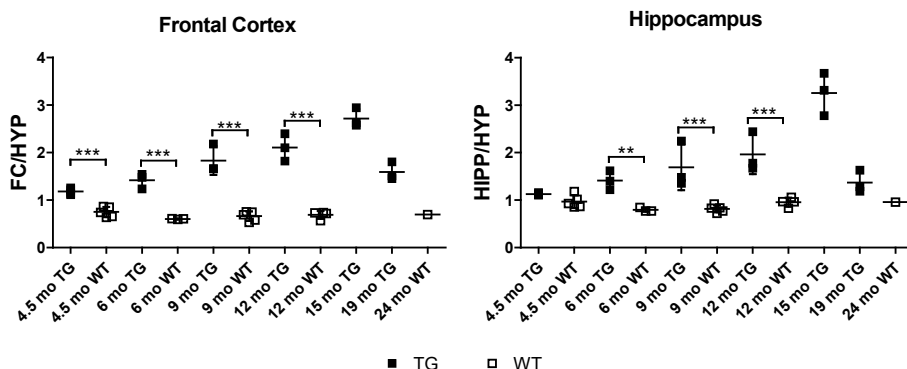 Frontal Cortex
FC/HYP
4
3
2
1
0
***
***
***
***
4.5 mo TG
4.5 mo WT
6 mo TG
6 mo WT
9 mo TG
9 mo WT
12 mo TG
12 mo WT
15 mo TG
19 mo TG
24 mo WT
Hippocampus
HIPP/HYP
4
3
2
1
0
**
***
***
4.5 mo TG
4.5 mo WT
6 mo TG
6 mo WT
9 mo TG
9 mo WT
12 mo TG
12 mo WT
15 mo TG
19 mo TG
24 mo WT
TG
WT